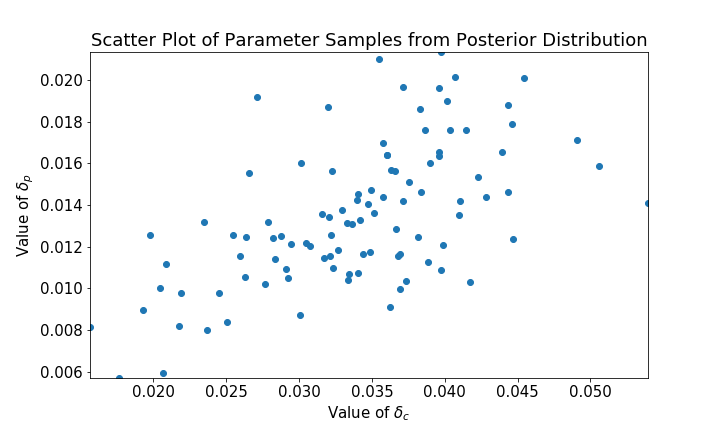 Scatter Plot of Parameter Samples from Posterior Distribution
0.020
0.018
0.016
0.014
0.012
0.010
0.008
0.006
Value of δp
0.020 0.025 0.030 0.035 0.040 0.045 0.050
Value of δc